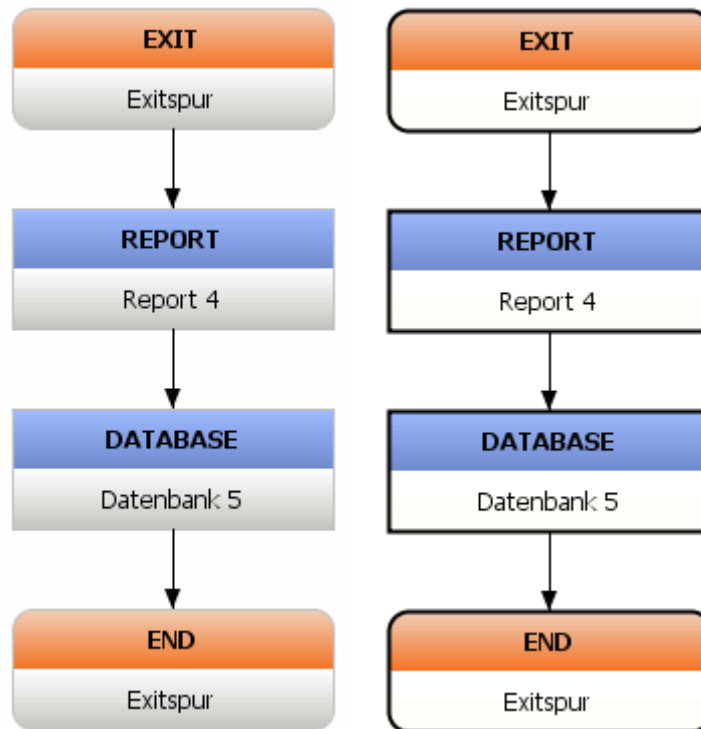 EXIT
Exitspur
REPORT
Report 4
DATABASE
Datenbank 5
END
Exitspur
EXIT
Exitspur
REPORT
Report 4
DATABASE
Datenbank 5
END
Exitspur